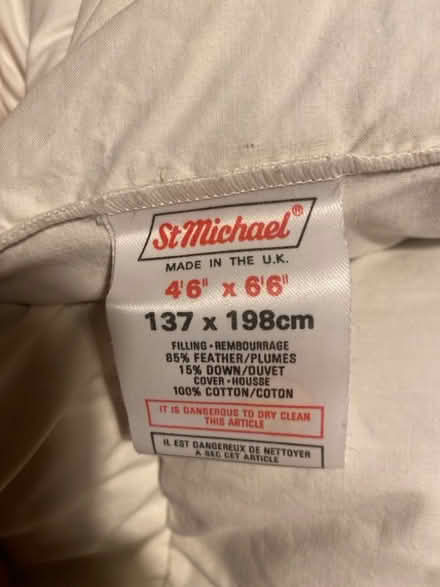 St Michael®
MADE IN THE U.K.
4'6" x 6'6"
137 x 198cm
FILLING • REMBOURRAGE
85% FEATHER/PLUMES
15% DOWN/DUVET
COVER • HOUSSE
100% COTTON/COTON
IT IS DANGEROUS TO DRY CLEAN
THIS ARTICLE
IL EST DANGEREUX DE NETTOYER
A SEC CET ARTICLE